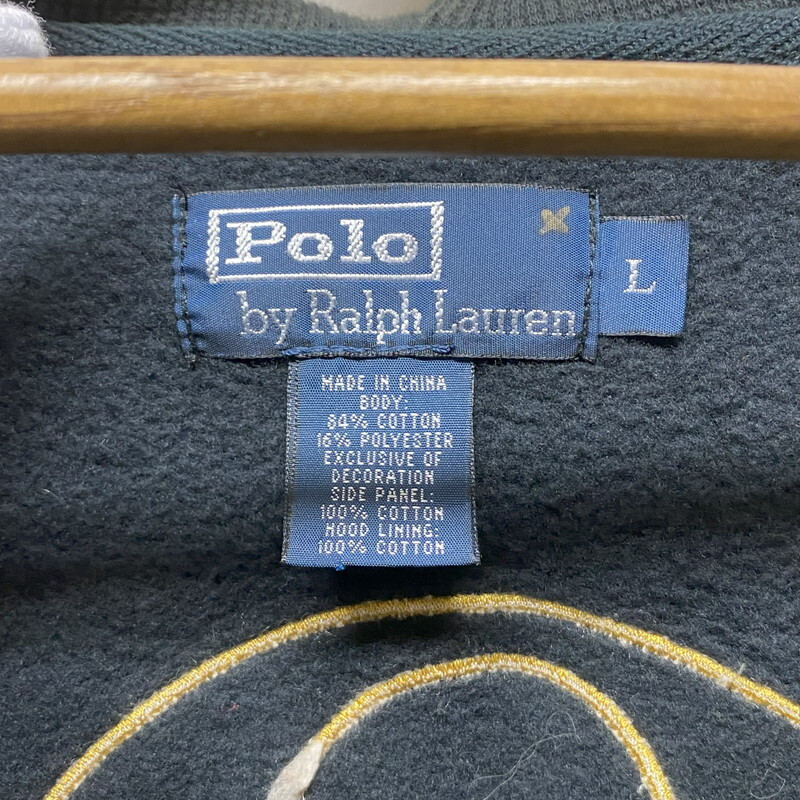 Polo
by Ralph Lauren
L
MADE IN CHINA
BODY:
84% COTTON
16% POLYESTER
EXCLUSIVE OF
DECORATION
SIDE PANEL:
100% COTTON
HOOD LINING:
100% COTTON